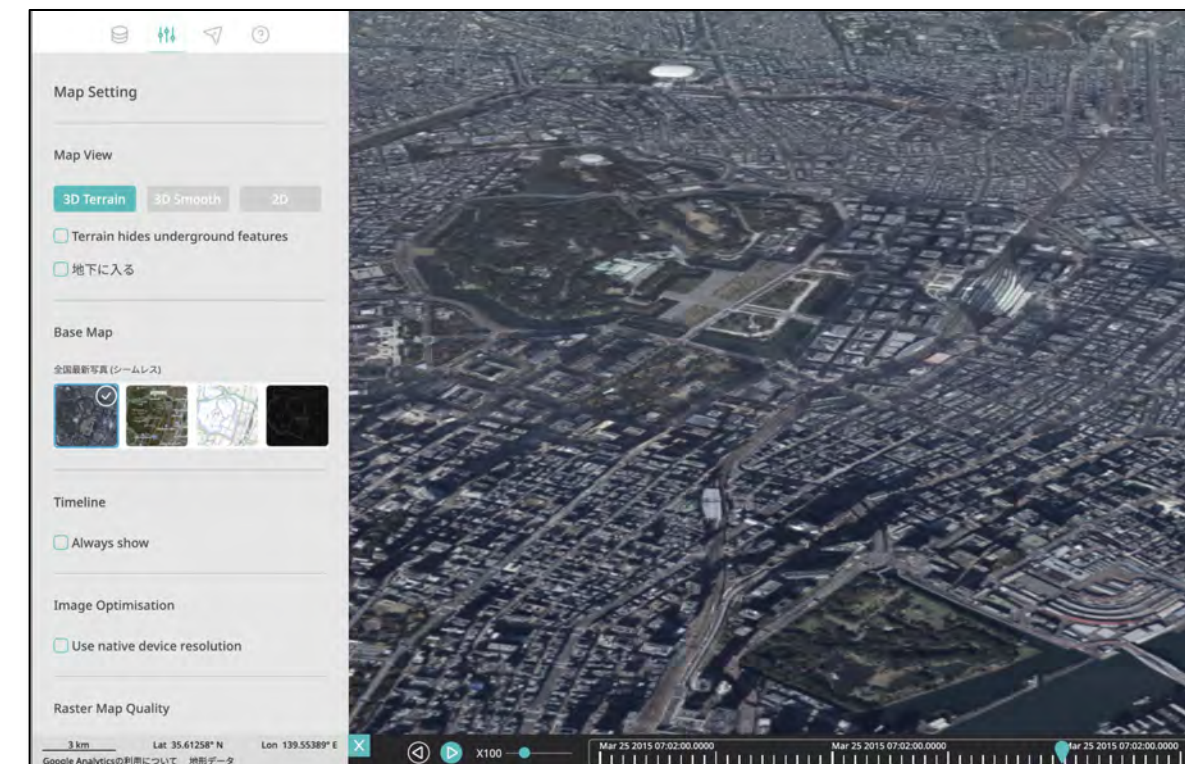 Map Setting
Map View
3D Terrain 3D Smooth 2D
Terrain hides underground features
地下に入る
Base Map
全国最新写真 (シームレス)
Timeline
Always show
Image Optimisation
Use native device resolution
Raster Map Quality
3 km Lat 35.61258° N Lon 139.55389° E
Google Analyticsの利用について 地形データ
X100
Mar 25 2015 07:02:00.0000 Mar 25 2015 07:02:00.0000 Mar 25 2015 07:02:00.0000